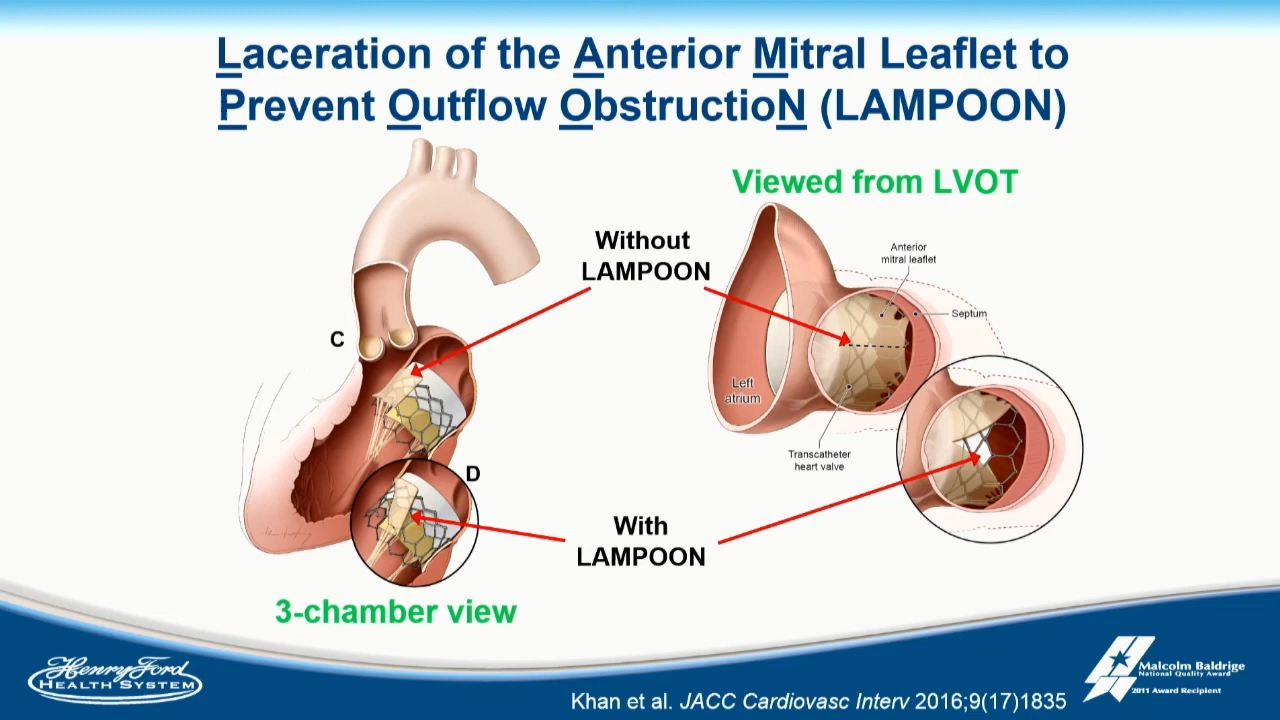 Laceration of the Anterior Mitral Leaflet to
Prevent Outflow ObstructioN (LAMPOON)
Viewed from LVOT
Without
LAMPOON
Anterior
mitral leaflet
Septum
C
Left
atrium
Transcatheter
heart valve
D
With
LAMPOON
3-chamber view
Henry Ford
HEALTH SYSTEM
Khan et al. JACC Cardiovasc Interv 2016;9(17)1835
Malcolm Baldrige
National Quality Award
2011 Award Recipient